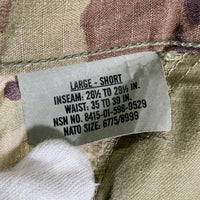 LARGE - SHORT
INSEAM: 26½ TO 29½ IN.
WAIST: 35 TO 39 IN.
NSN NO. 8415-01-598-9529
NATO SIZE: 6775/8999